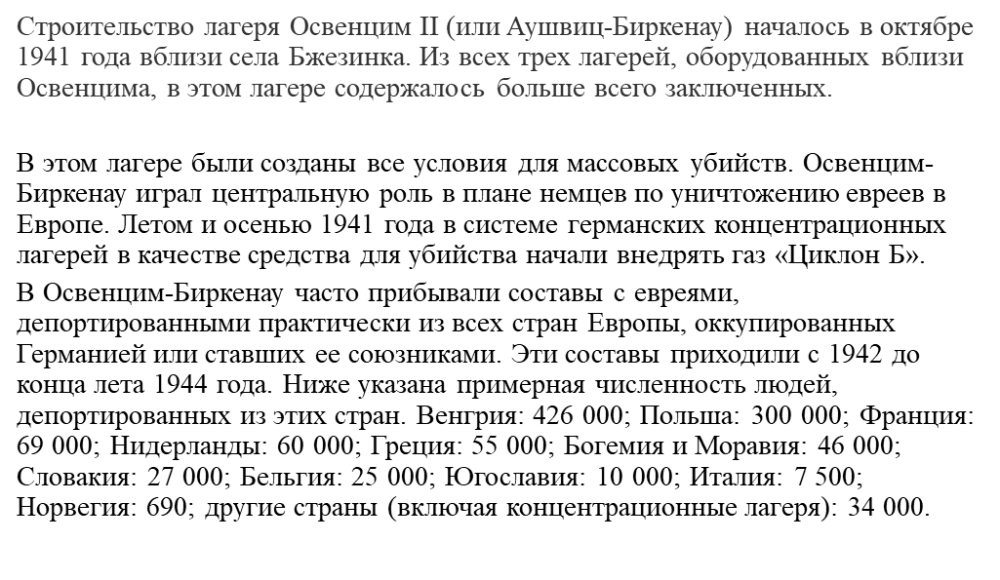 Строительство лагеря Освенцим II (или Аушвиц-Биркенау) началось в октябре
1941 года вблизи села Бжезинка. Из всех трех лагерей, оборудованных вблизи
Освенцима, в этом лагере содержалось больше всего заключенных.
В этом лагере были созданы все условия для массовых убийств. Освенцим-
Биркенау играл центральную роль в плане немцев по уничтожению евреев в
Европе. Летом и осенью 1941 года в системе германских концентрационных
лагерей в качестве средства для убийства начали внедрять газ «Циклон Б».
В Освенцим-Биркенау часто прибывали составы с евреями,
депортированными практически из всех стран Европы, оккупированных
Германией или ставших ее союзниками. Эти составы приходили с 1942 до
конца лета 1944 года. Ниже указана примерная численность людей,
депортированных из этих стран. Венгрия: 426 000; Польша: 300 000; Франция:
69 000; Нидерланды: 60 000; Греция: 55 000; Богемия и Моравия: 46 000;
Словакия: 27 000; Бельгия: 25 000; Югославия: 10 000; Италия: 7 500;
Норвегия: 690; другие страны (включая концентрационные лагеря): 34 000.